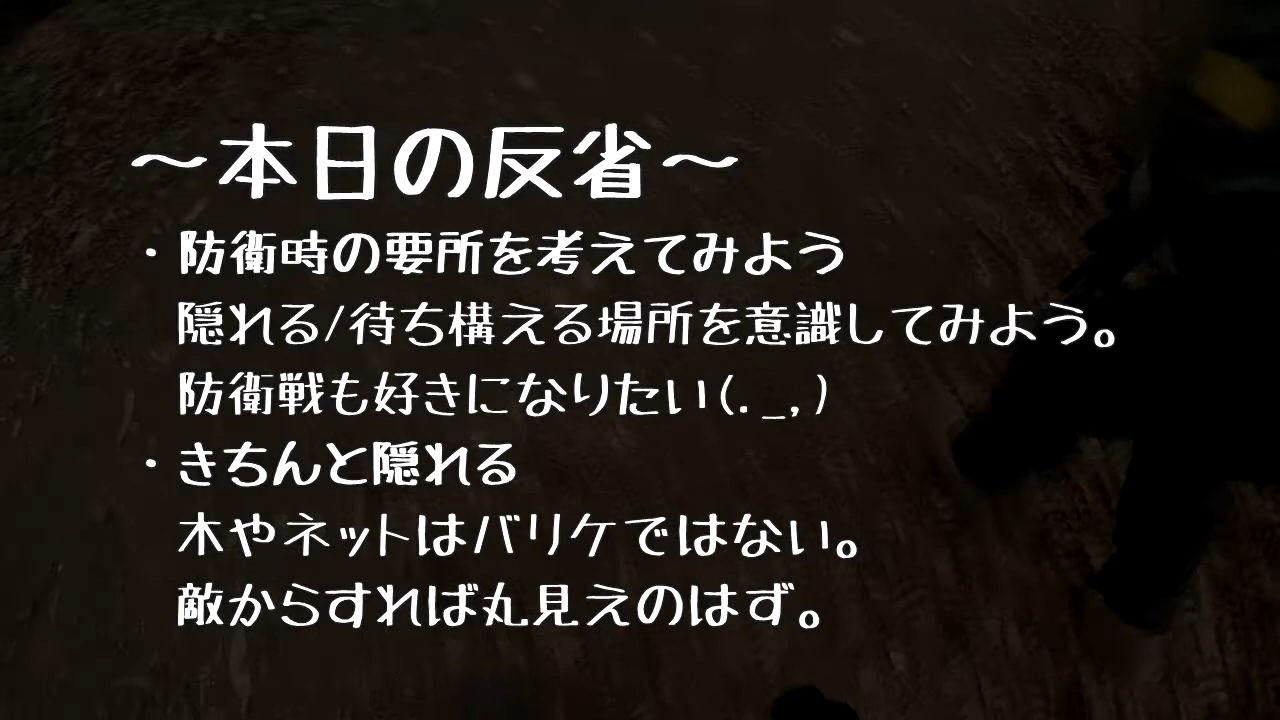 ～本日の反省～
・防衛時の要所を考えてみよう
隠れる/待ち構える場所を意識してみよう。
防衛戦も好きになりたい(._,)
・きちんと隠れる
木やネットはバリケではない。
敵からすれば丸見えのはず。